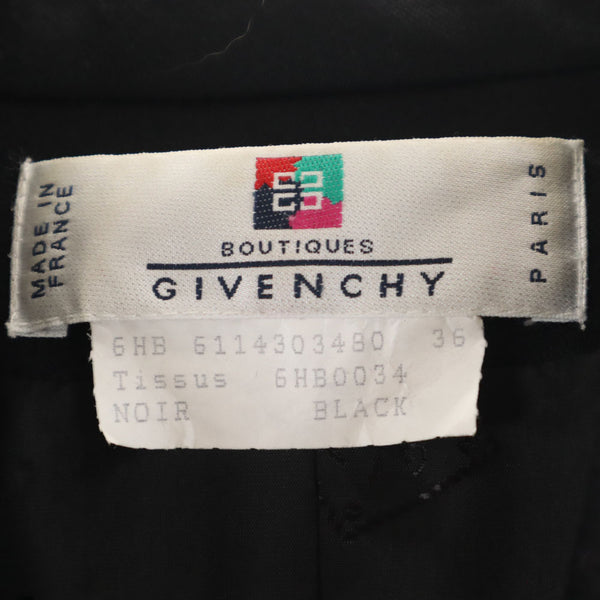 MADE IN
FRANCE
BOUTIQUES
GIVENCHY
PARIS
6HB 6114303480 36
Tissus 6HB0034
NOIR BLACK